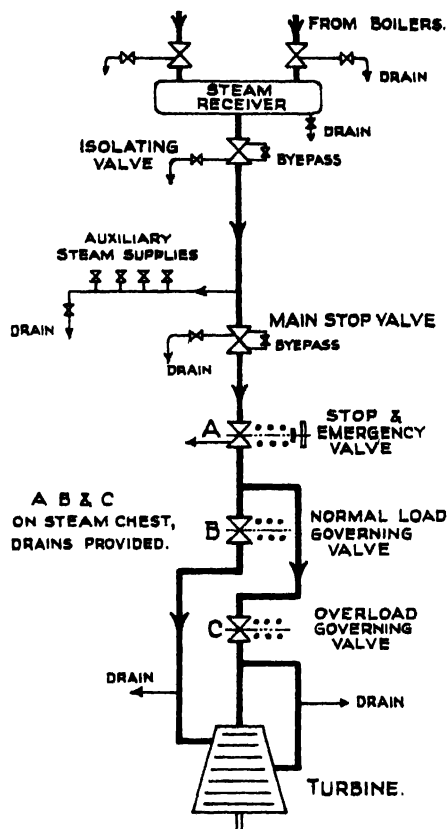 FROM BOILERS.
DRAIN
STEAM
RECEIVER
DRAIN
ISOLATING
VALVE
BYEPASS
AUXILIARY
STEAM SUPPLIES
DRAIN
MAIN STOP VALVE
BYEPASS
DRAIN
A
STOP &
EMERGENCY
VALVE
A B & C
ON STEAM CHEST,
DRAINS PROVIDED.
B
NORMAL LOAD
GOVERNING
VALVE
C
OVERLOAD
GOVERNING
VALVE
DRAIN
DRAIN
TURBINE.